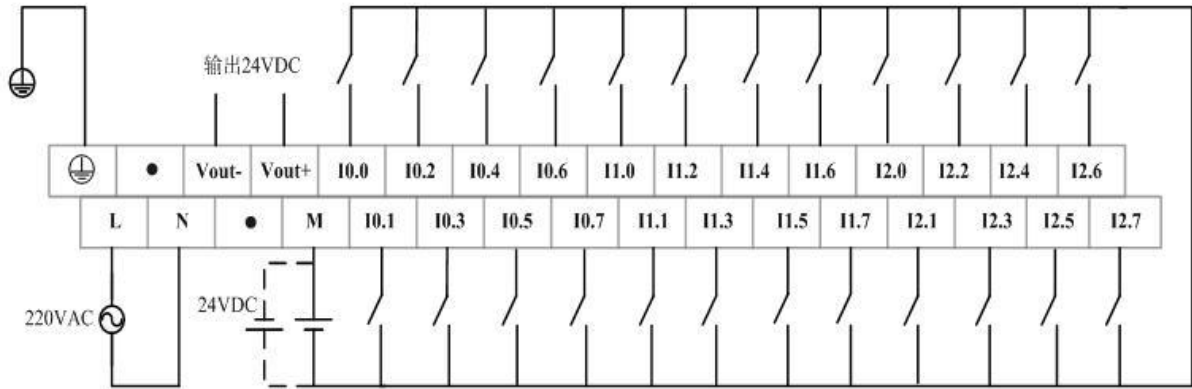 输出24VDC
● Vout- Vout+ I0.0 I0.2 I0.4 I0.6 I1.0 I1.2 I1.4 I1.6 I2.0 I2.2 I2.4 I2.6
L N ● M I0.1 I0.3 I0.5 I0.7 I1.1 I1.3 I1.5 I1.7 I2.1 I2.3 I2.5 I2.7
220VAC 24VDC